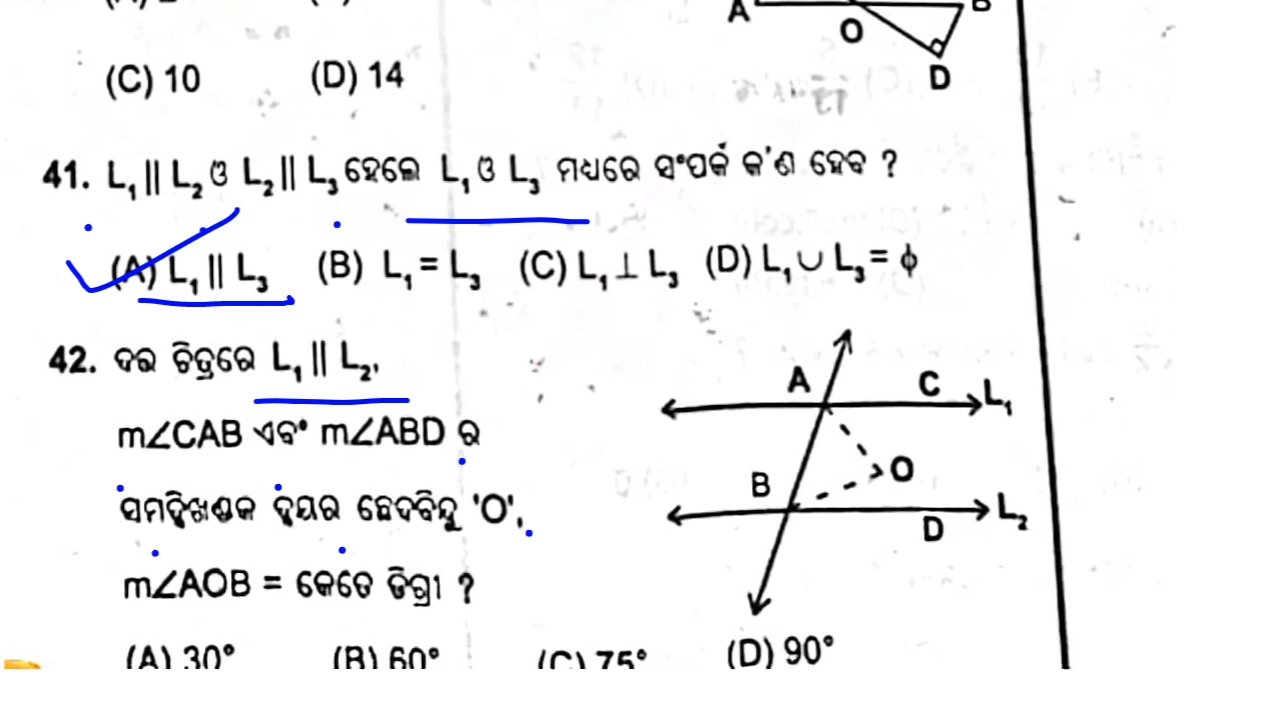 A
B
O
D
(C) 10 (D) 14
41. L₁ || L₂ ଓ L₂ || L₃ ହେଲେ L₁ ଓ L₃ ମଧ୍ୟରେ ସଂପର୍କ କ'ଣ ହେବ ?
(A) L₁ || L₃ (B) L₁ = L₃ (C) L₁ ⊥ L₃ (D) L₁ ∪ L₃ = ϕ
42. ଦତ୍ତ ଚିତ୍ରରେ L₁ || L₂,
m∠CAB ଏବଂ m∠ABD ର
ସମଦ୍ବିଖଣ୍ଡକ ଦ୍ୱୟର ଛେଦବିନ୍ଦୁ 'O',
m∠AOB = କେତେ ଡିଗ୍ରୀ ?
(A) 30° (B) 60° (C) 75° (D) 90°
A C L₁
O
B
D L₂